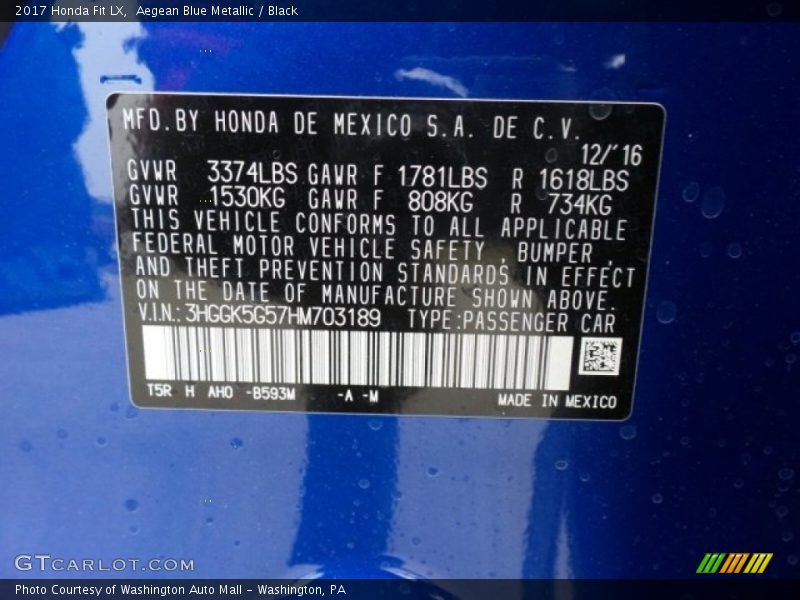 2017 Honda Fit LX, Aegean Blue Metallic / Black
MFD. BY HONDA DE MEXICO S.A. DE C.V.
12/'16
GVWR 3374LBS GAWR F 1781LBS R 1618LBS
GVWR 1530KG GAWR F 808KG R 734KG
THIS VEHICLE CONFORMS TO ALL APPLICABLE
FEDERAL MOTOR VEHICLE SAFETY , BUMPER ,
AND THEFT PREVENTION STANDARDS IN EFFECT
ON THE DATE OF MANUFACTURE SHOWN ABOVE.
V.I.N.: 3HGGK5G57HM703189 TYPE:PASSENGER CAR
T5R H AHO -B593M -A -M MADE IN MEXICO
GTCARLOT.COM
Photo Courtesy of Washington Auto Mall - Washington, PA